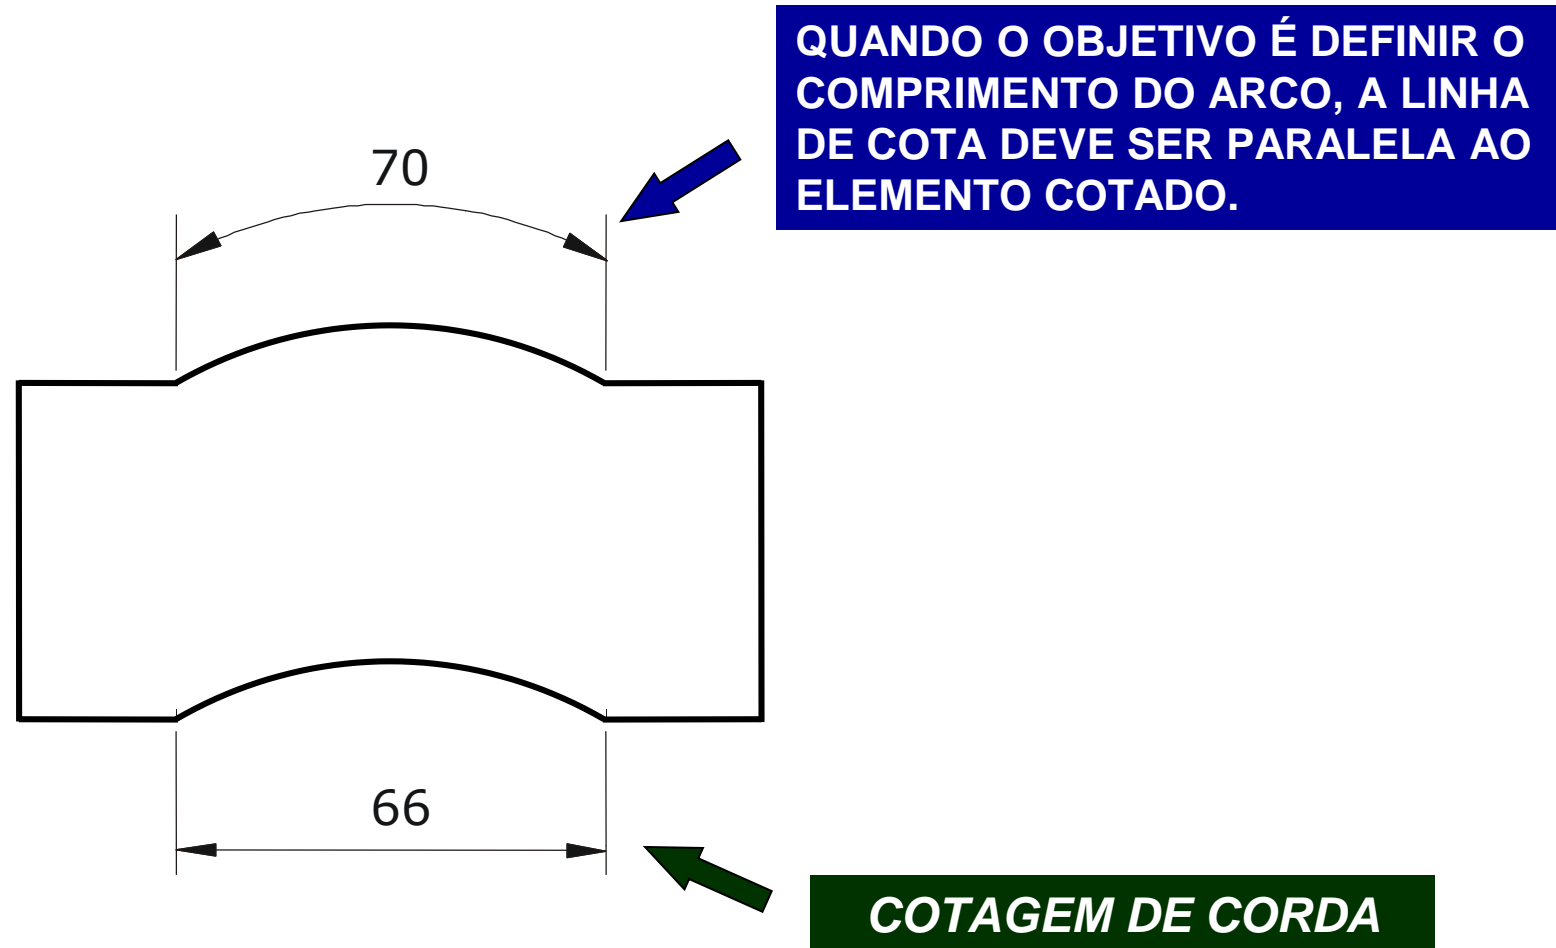 QUANDO O OBJETIVO É DEFINIR O
COMPRIMENTO DO ARCO, A LINHA
DE COTA DEVE SER PARALELA AO
ELEMENTO COTADO.
70
66
COTAGEM DE CORDA